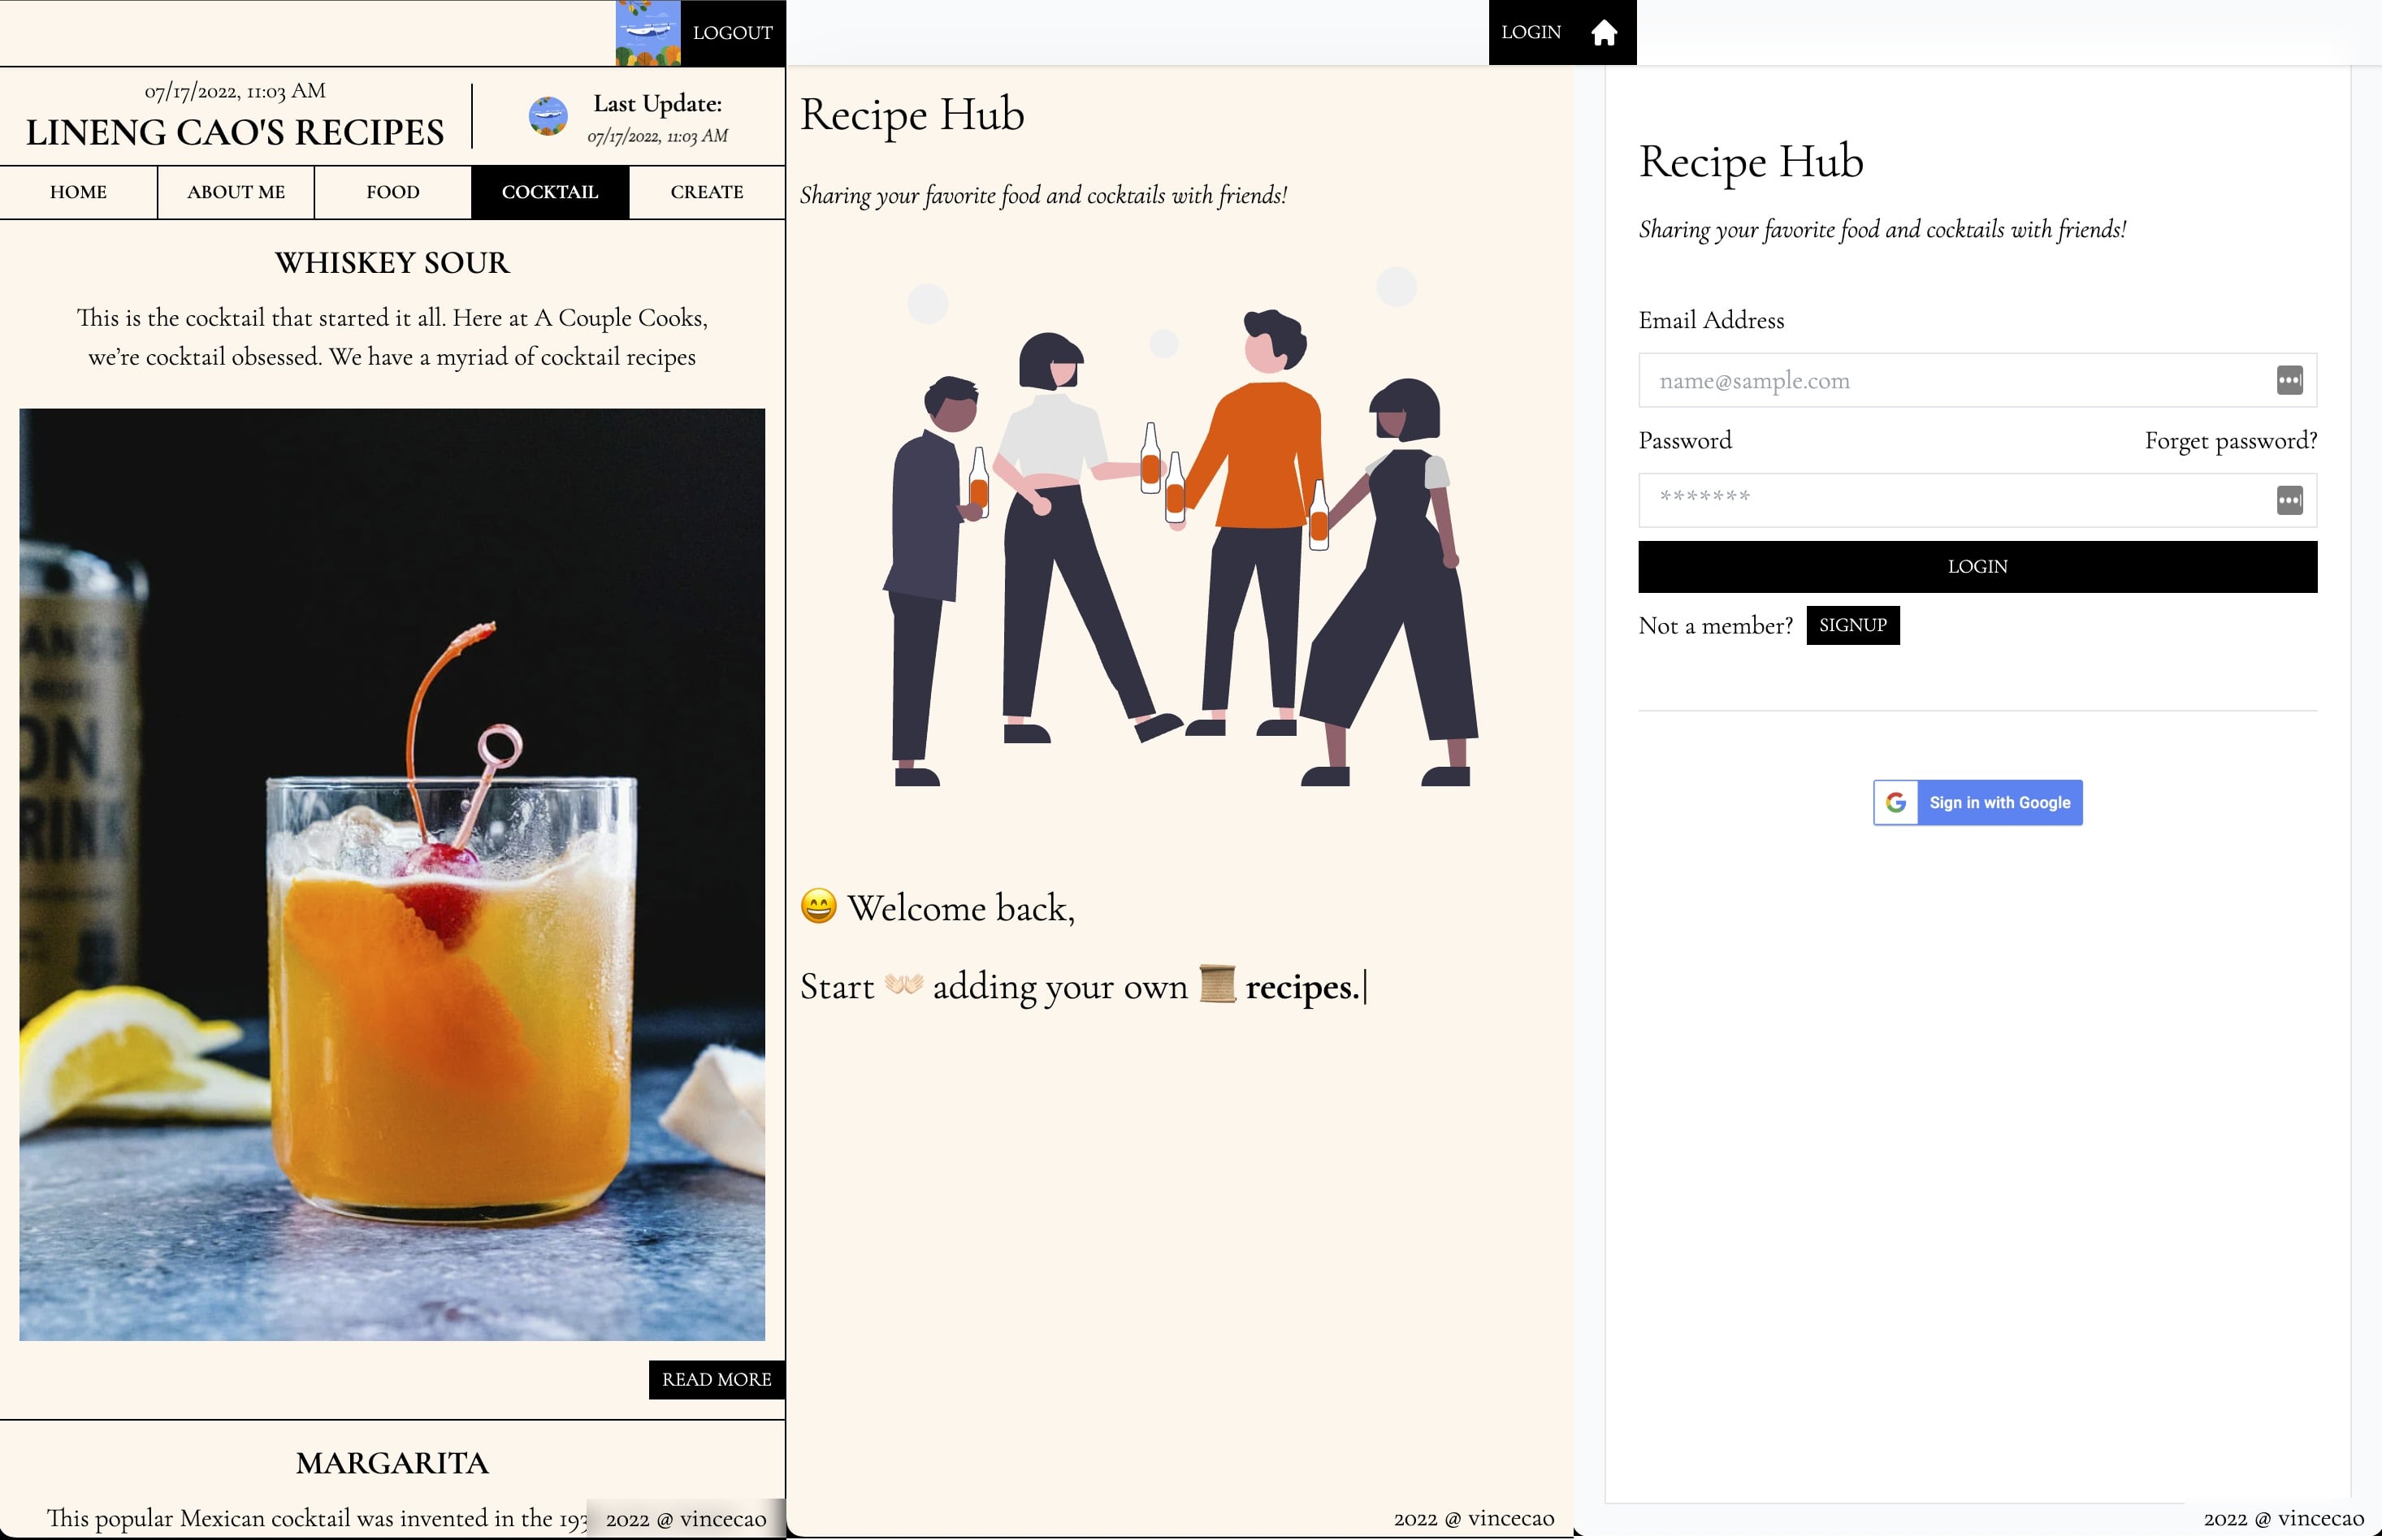 LOGOUT
07/17/2022, 11:03 AM
LINENG CAO'S RECIPES
Last Update:
07/17/2022, 11:03 AM
HOME
ABOUT ME
FOOD
COCKTAIL
CREATE
WHISKEY SOUR
This is the cocktail that started it all. Here at A Couple Cooks,
we're cocktail obsessed. We have a myriad of cocktail recipes
ON
READ MORE
MARGARITA
This popular Mexican cocktail was invented in the 193
2022 @ vincecao
LOGIN
Recipe Hub
Sharing your favorite food and cocktails with friends!
😄 Welcome back,
Start 👐🏻 adding your own 📜 recipes.|
2022 @ vincecao
Recipe Hub
Sharing your favorite food and cocktails with friends!
Email Address
name@sample.com
Password
Forget password?
*******
LOGIN
Not a member?
SIGNUP
Sign in with Google
2022 @ vincecao